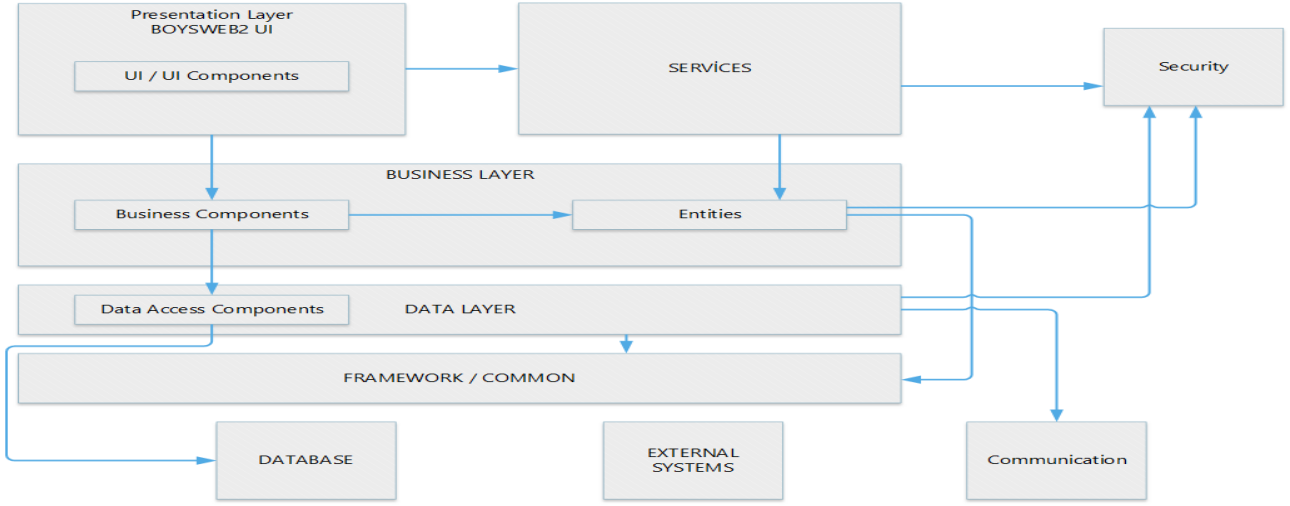 Presentation Layer
BOYSWEB2 UI
UI / UI Components
SERVİCES
Security
BUSINESS LAYER
Business Components
Entities
Data Access Components
DATA LAYER
FRAMEWORK / COMMON
DATABASE
EXTERNAL
SYSTEMS
Communication